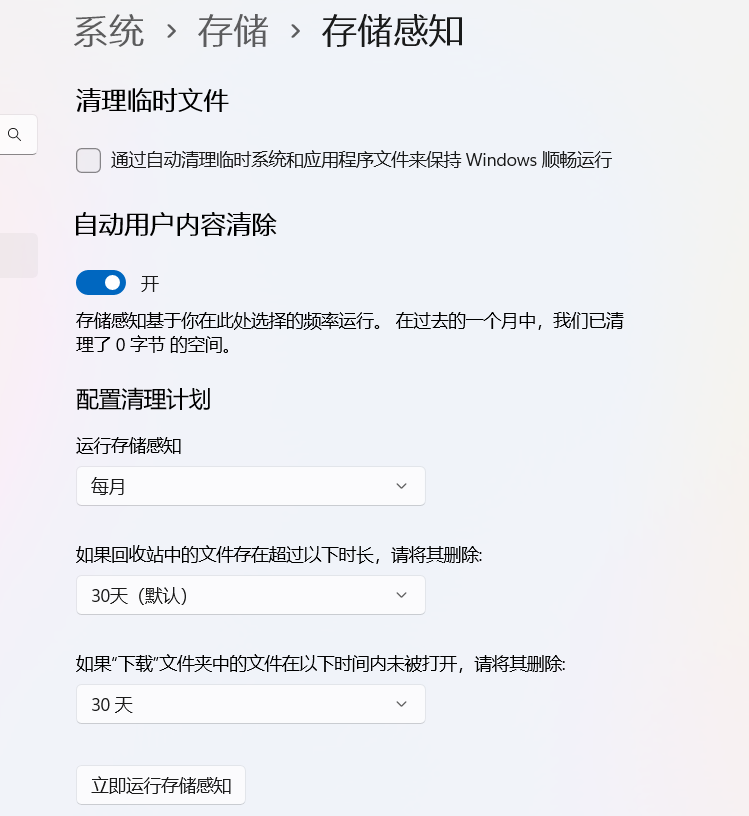 系统 › 存储 › 存储感知
清理临时文件
通过自动清理临时系统和应用程序文件来保持 Windows 顺畅运行
自动用户内容清除
开
存储感知基于你在此处选择的频率运行。 在过去的一个月中，我们已清
理了 0 字节 的空间。
配置清理计划
运行存储感知
每月
如果回收站中的文件存在超过以下时长，请将其删除:
30天（默认）
如果“下载”文件夹中的文件在以下时间内未被打开，请将其删除:
30 天
立即运行存储感知